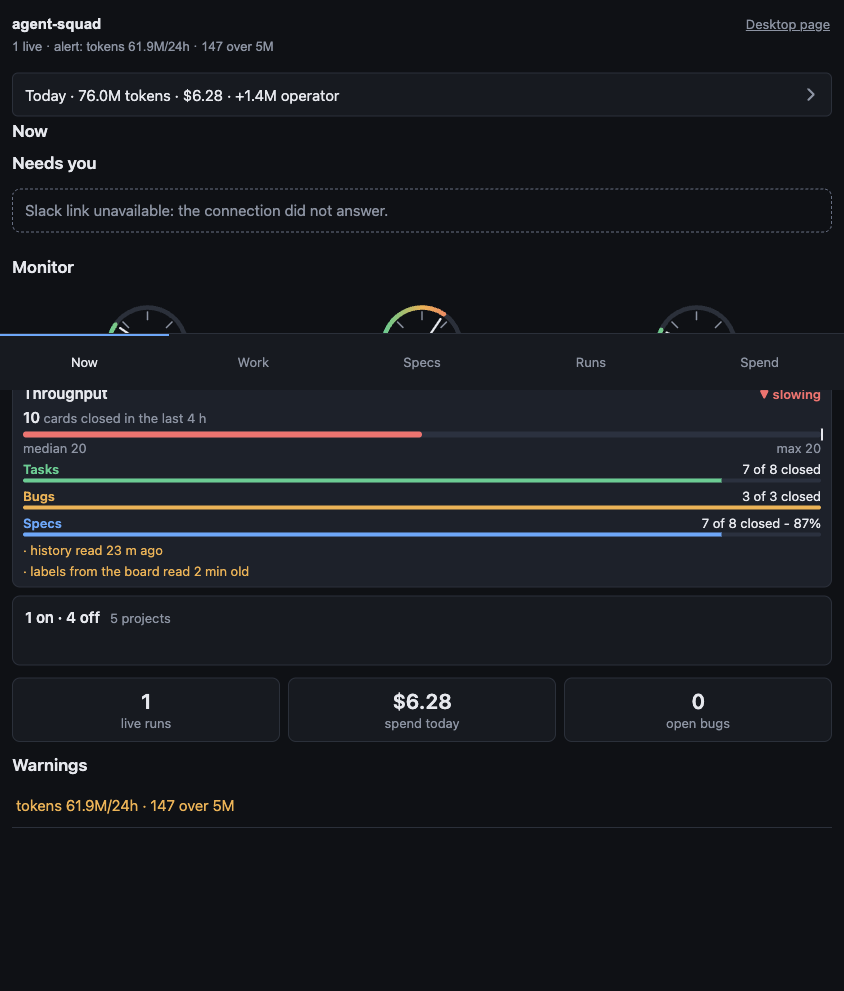 agent-squad
Desktop page
1 live · alert: tokens 61.9M/24h · 147 over 5M
Today · 76.0M tokens · $6.28 · +1.4M operator
Now
Needs you
Slack link unavailable: the connection did not answer.
Monitor
Now
Work
Specs
Runs
Spend
Throughput
▼ slowing
10 cards closed in the last 4 h
median 20
max 20
Tasks
7 of 8 closed
Bugs
3 of 3 closed
Specs
7 of 8 closed - 87%
· history read 23 m ago
· labels from the board read 2 min old
1 on · 4 off 5 projects
1
live runs
$6.28
spend today
0
open bugs
Warnings
tokens 61.9M/24h · 147 over 5M